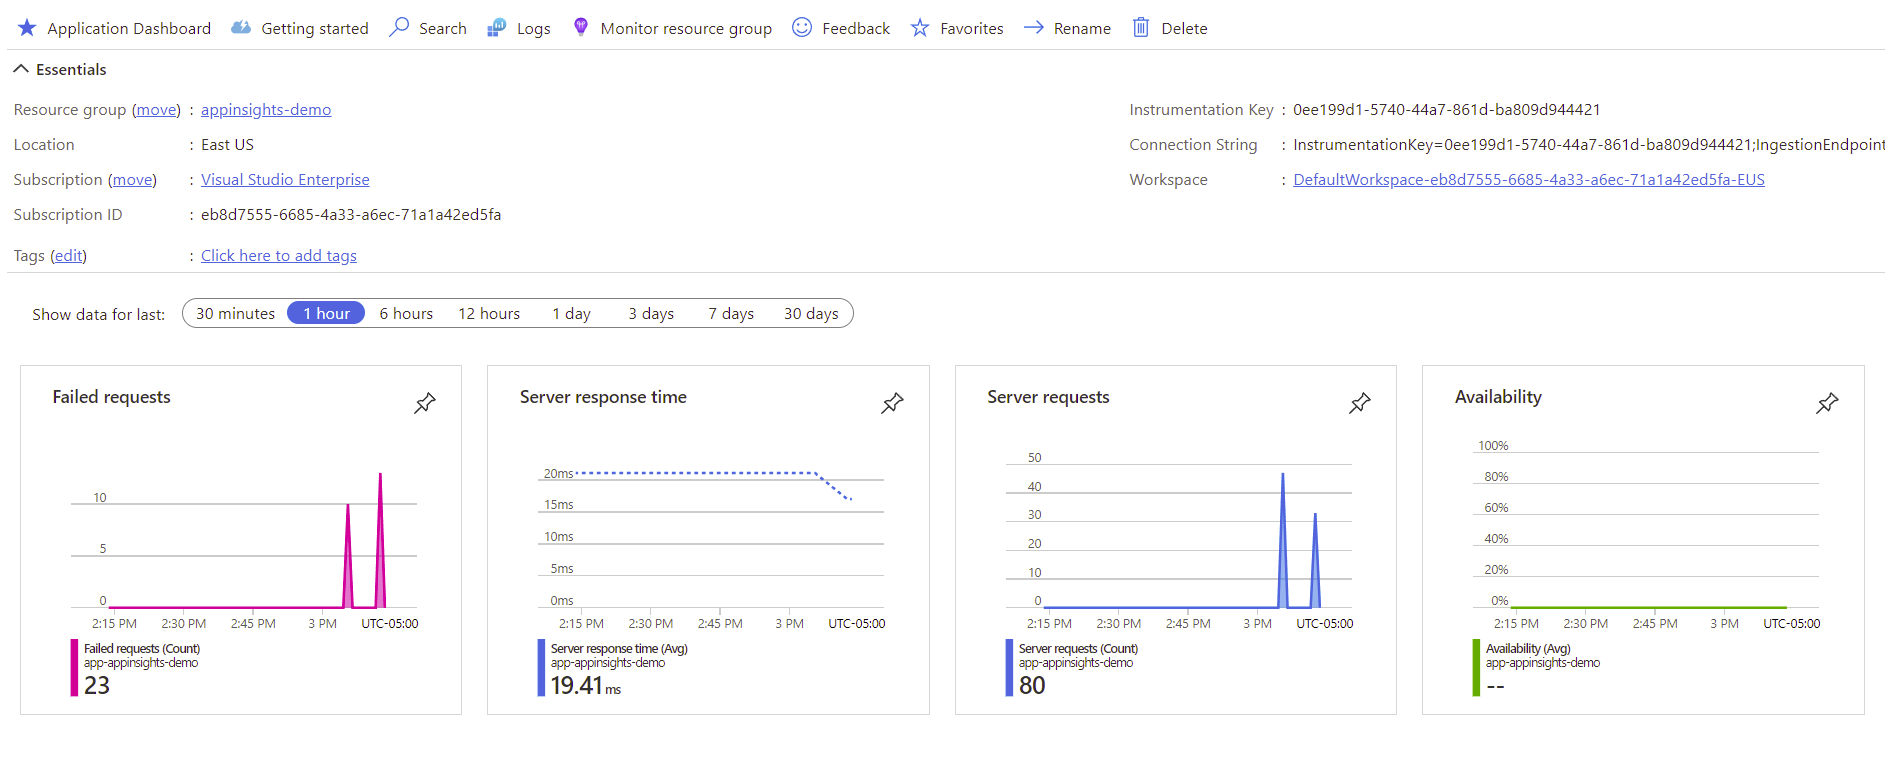 Application Dashboard Getting started Search Logs Monitor resource group Feedback Favorites Rename Delete
Essentials
Resource group (move) : appinsights-demo
Location : East US
Subscription (move) : Visual Studio Enterprise
Subscription ID : eb8d7555-6685-4a33-a6ec-71a1a42ed5fa
Tags (edit) : Click here to add tags
Instrumentation Key : 0ee199d1-5740-44a7-861d-ba809d944421
Connection String : InstrumentationKey=0ee199d1-5740-44a7-861d-ba809d944421;IngestionEndpoint
Workspace : DefaultWorkspace-eb8d7555-6685-4a33-a6ec-71a1a42ed5fa-EUS
Show data for last: 30 minutes 1 hour 6 hours 12 hours 1 day 3 days 7 days 30 days
Failed requests
10
5
0
2:15 PM 2:30 PM 2:45 PM 3 PM UTC-05:00
Failed requests (Count)
app-appinsights-demo
23
Server response time
20ms
15ms
10ms
5ms
0ms
2:15 PM 2:30 PM 2:45 PM 3 PM UTC-05:00
Server response time (Avg)
app-appinsights-demo
19.41 ms
Server requests
50
40
30
20
10
0
2:15 PM 2:30 PM 2:45 PM 3 PM UTC-05:00
Server requests (Count)
app-appinsights-demo
80
Availability
100%
80%
60%
40%
20%
0%
2:15 PM 2:30 PM 2:45 PM 3 PM UTC-05:00
Availability (Avg)
app-appinsights-demo
--